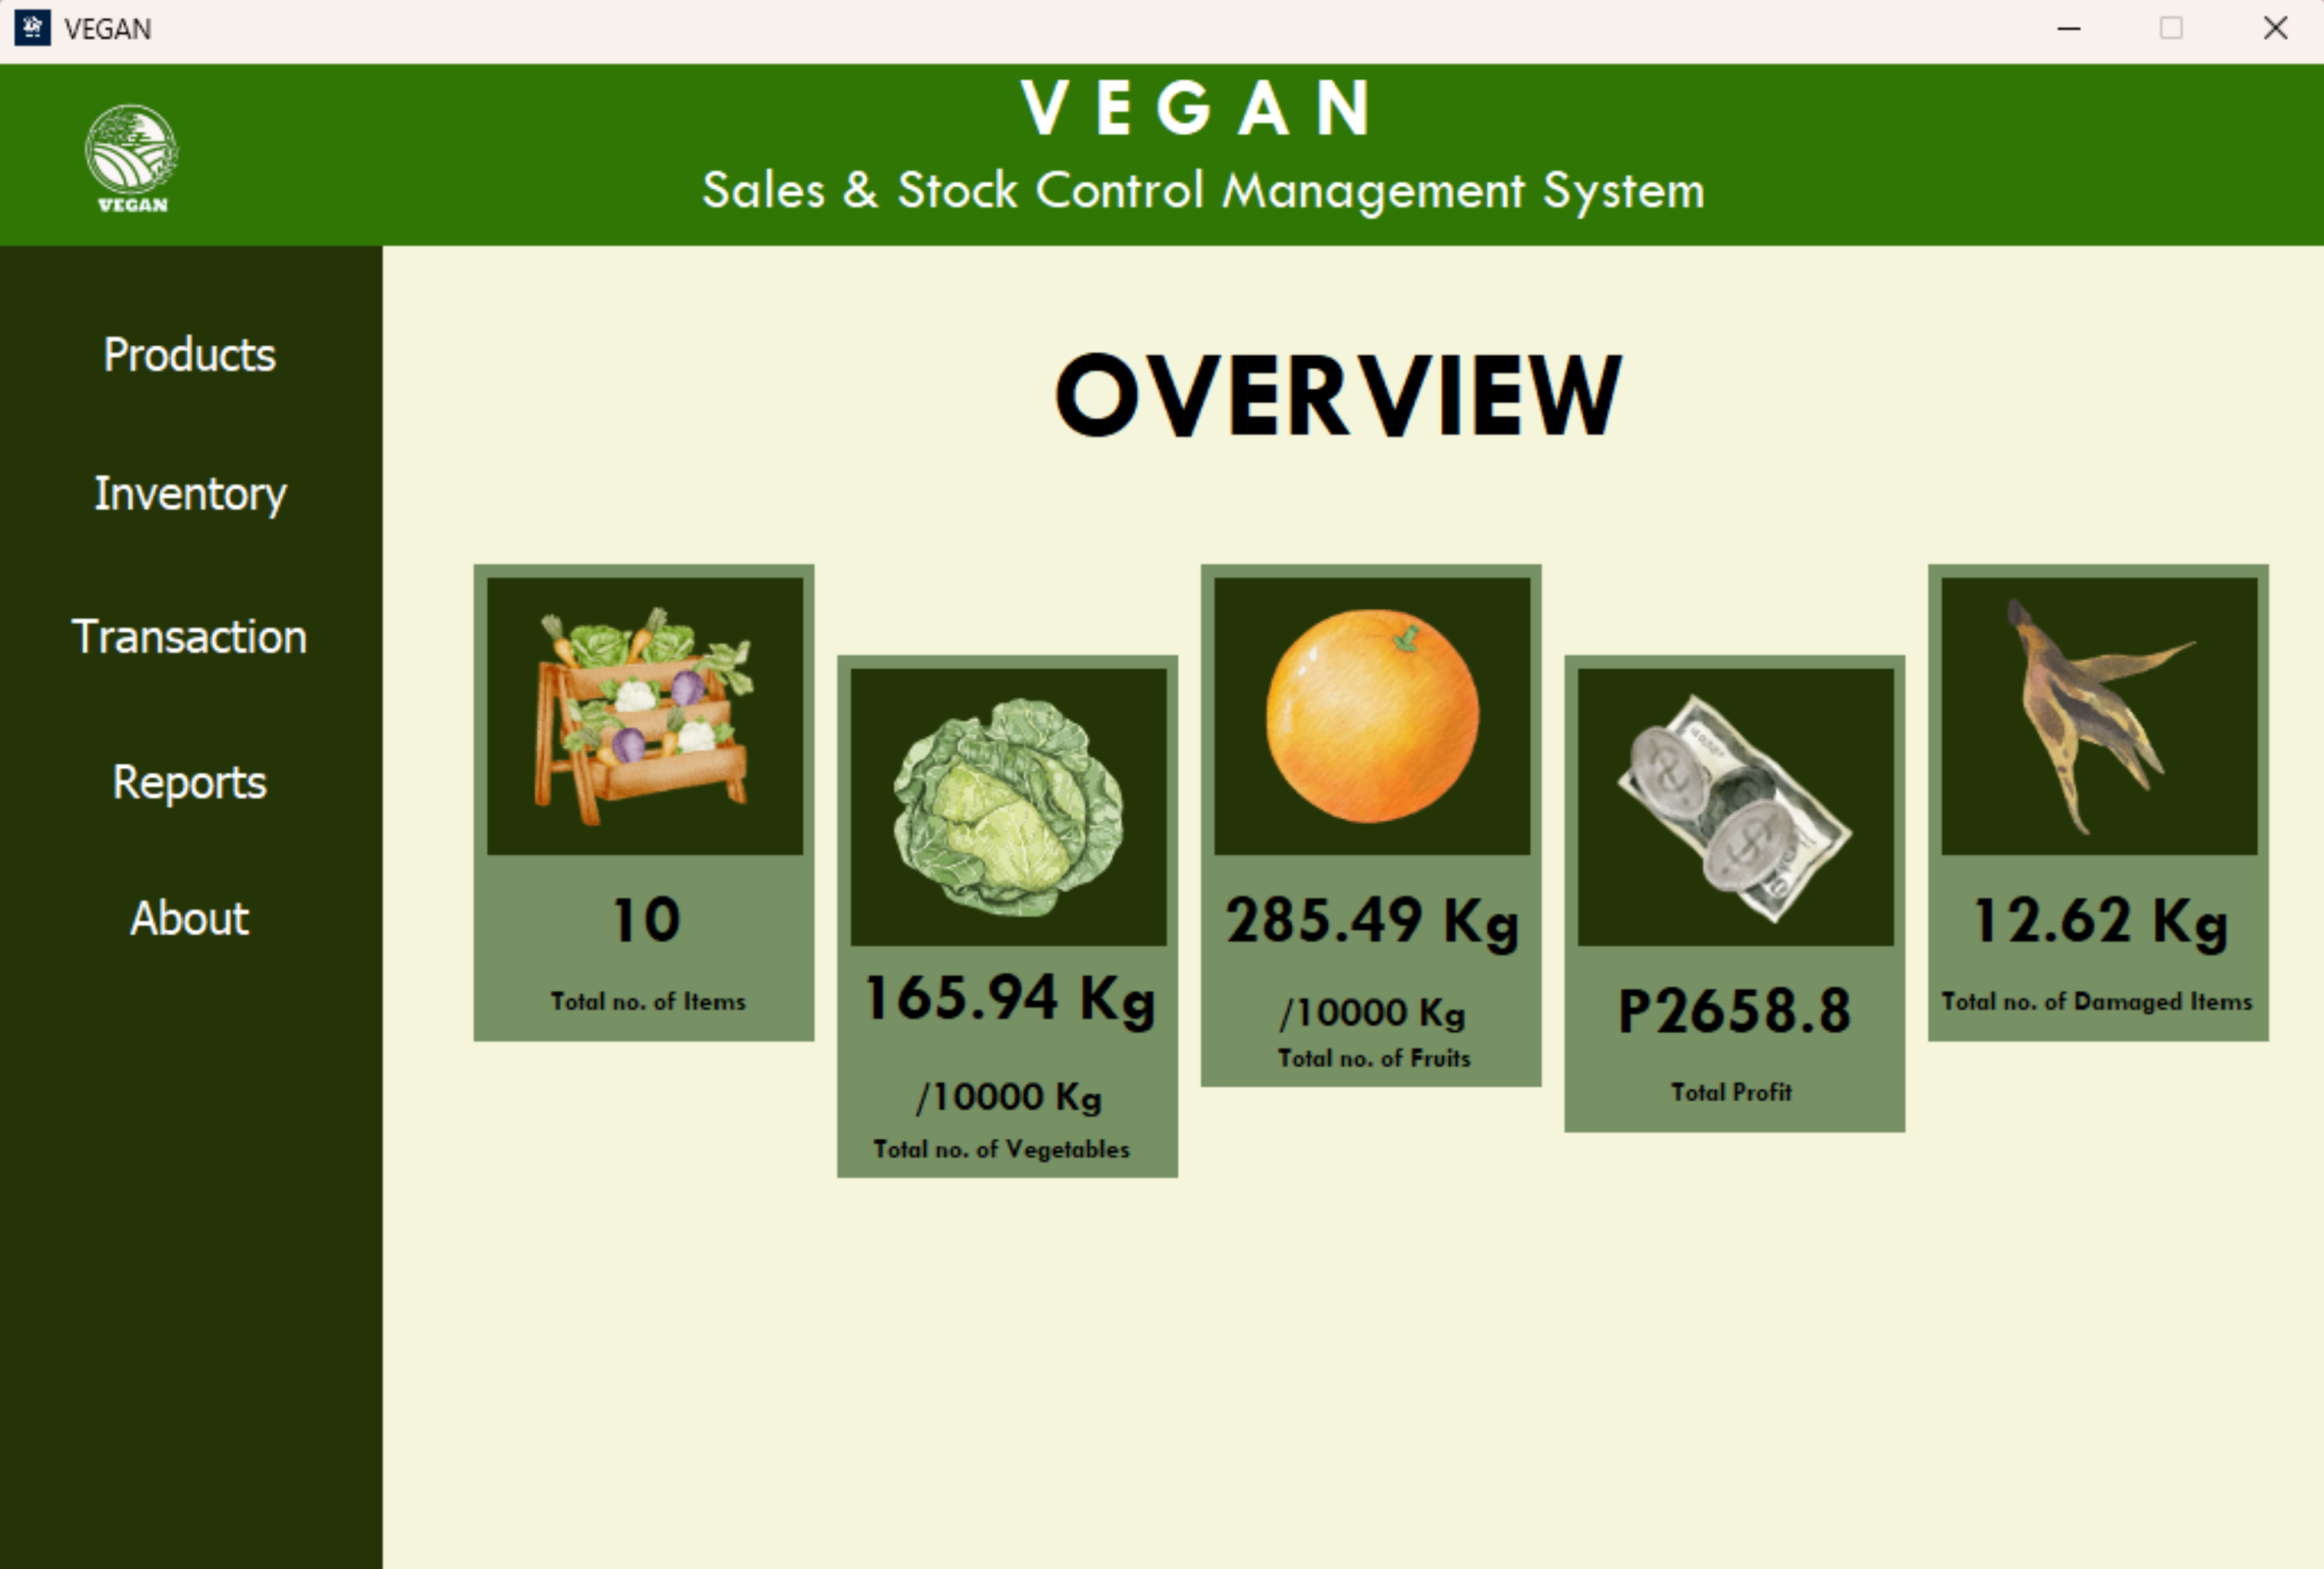 VEGAN
V E G A N
Sales & Stock Control Management System
VEGAN
Products
Inventory
Transaction
Reports
About
OVERVIEW
10
Total no. of Items
165.94 Kg
/10000 Kg
Total no. of Vegetables
285.49 Kg
/10000 Kg
Total no. of Fruits
P2658.8
Total Profit
12.62 Kg
Total no. of Damaged Items